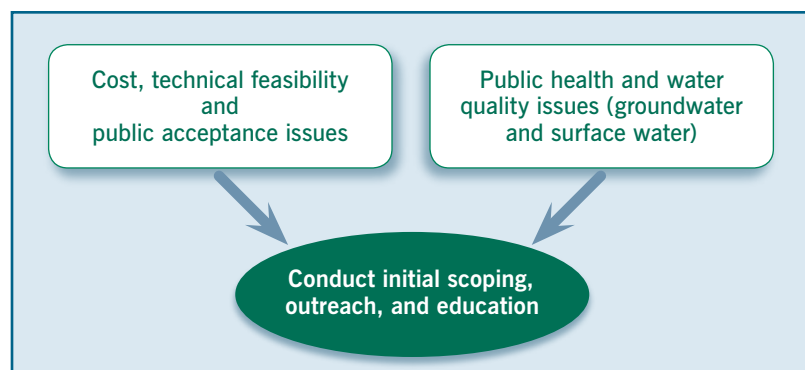 Cost, technical feasibility
and
public acceptance issues
Public health and water
quality issues (groundwater
and surface water)
Conduct initial scoping,
outreach, and education